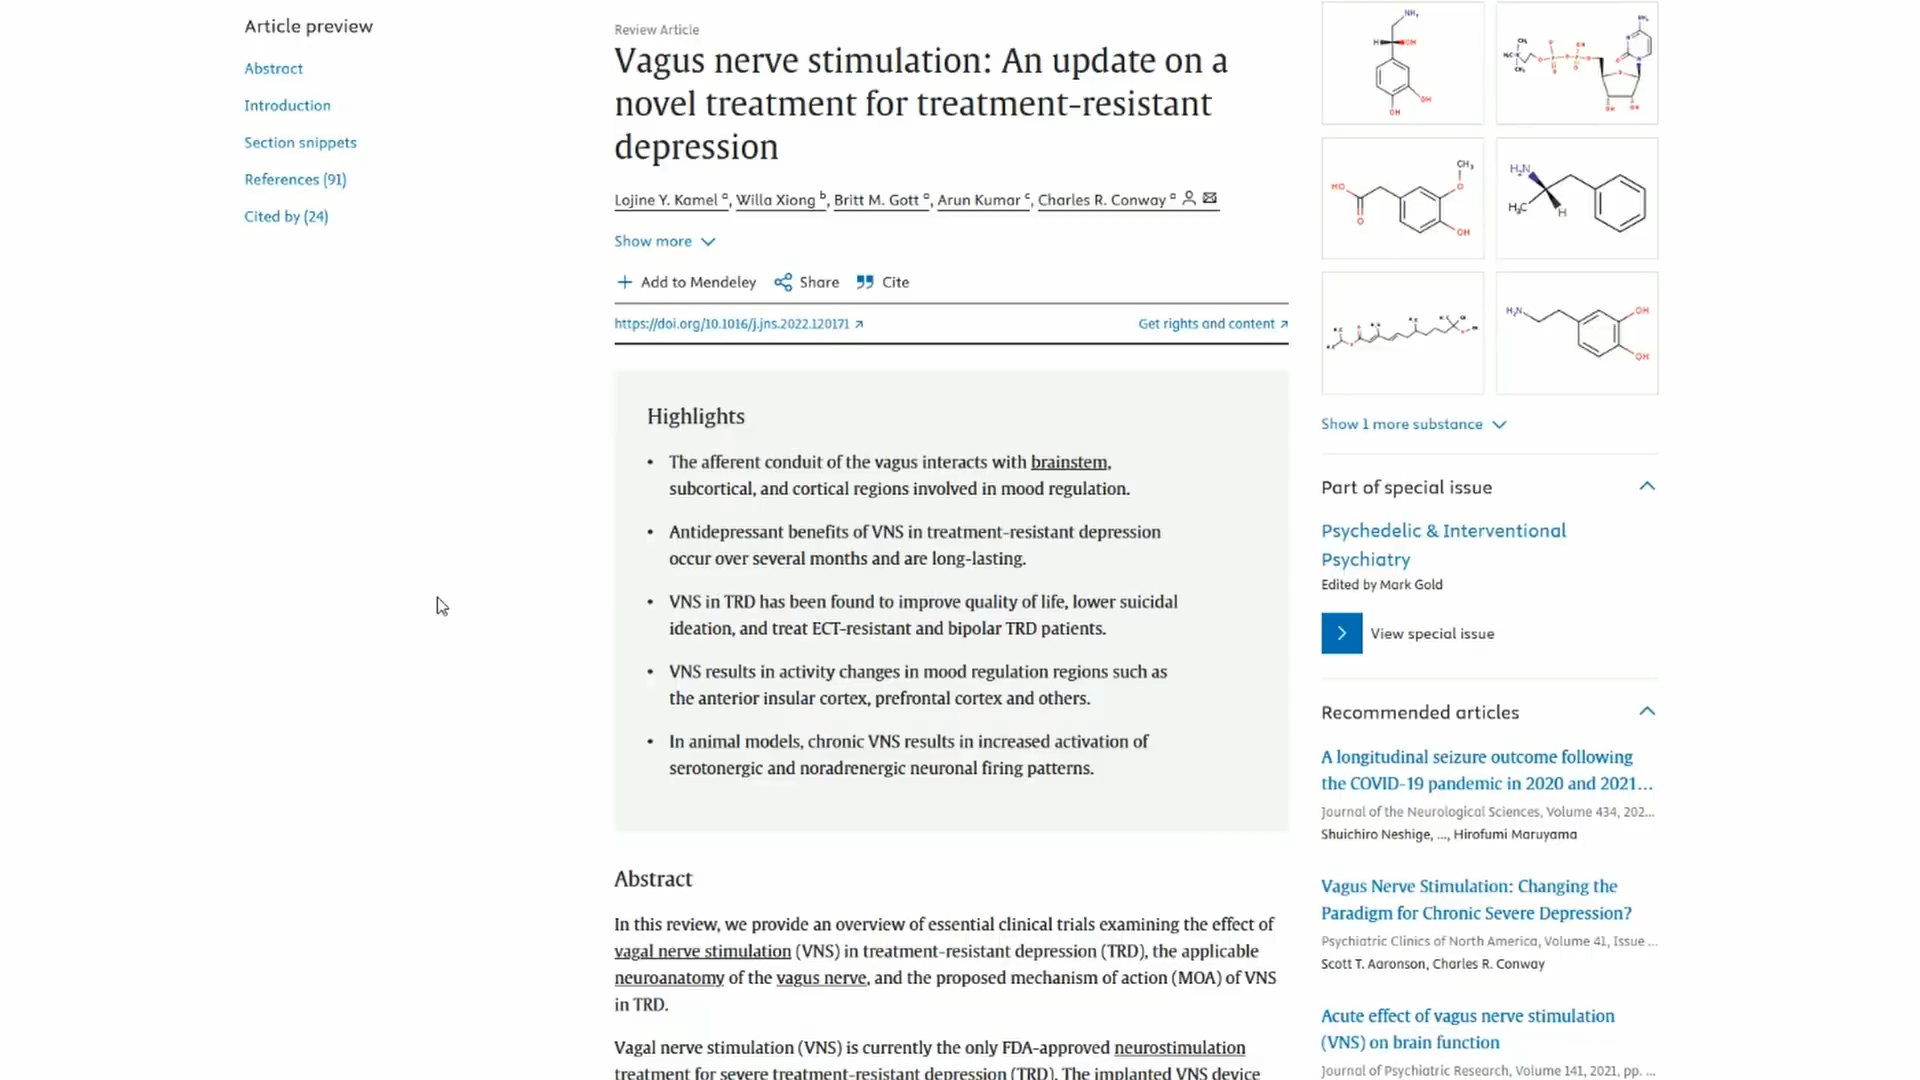 Article preview
Abstract
Introduction
Section snippets
References (91)
Cited by (24)
Review Article
Vagus nerve stimulation: An update on a
novel treatment for treatment-resistant
depression
Lojine Y. Kamel a, Willa Xiong b, Britt M. Gott a, Arun Kumar c, Charles R. Conway a
Show more
Add to Mendeley Share Cite
https://doi.org/10.1016/j.jns.2022.120171 Get rights and content
Highlights
• The afferent conduit of the vagus interacts with brainstem,
subcortical, and cortical regions involved in mood regulation.
• Antidepressant benefits of VNS in treatment-resistant depression
occur over several months and are long-lasting.
• VNS in TRD has been found to improve quality of life, lower suicidal
ideation, and treat ECT-resistant and bipolar TRD patients.
• VNS results in activity changes in mood regulation regions such as
the anterior insular cortex, prefrontal cortex and others.
• In animal models, chronic VNS results in increased activation of
serotonergic and noradrenergic neuronal firing patterns.
Abstract
In this review, we provide an overview of essential clinical trials examining the effect of
vagal nerve stimulation (VNS) in treatment-resistant depression (TRD), the applicable
neuroanatomy of the vagus nerve, and the proposed mechanism of action (MOA) of VNS
in TRD.
Vagal nerve stimulation (VNS) is currently the only FDA-approved neurostimulation
treatment for severe treatment-resistant depression (TRD). The implanted VNS device
NH₂
H OH
OH
OH
HO
O
CH₃
O
OH
H₂N
H₃C
H
H₂N
OH
OH
Show 1 more substance
Part of special issue
Psychedelic & Interventional
Psychiatry
Edited by Mark Gold
View special issue
Recommended articles
A longitudinal seizure outcome following
the COVID-19 pandemic in 2020 and 2021…
Journal of the Neurological Sciences, Volume 434, 202...
Shuichiro Neshige, ..., Hirofumi Maruyama
Vagus Nerve Stimulation: Changing the
Paradigm for Chronic Severe Depression?
Psychiatric Clinics of North America, Volume 41, Issue ...
Scott T. Aaronson, Charles R. Conway
Acute effect of vagus nerve stimulation
(VNS) on brain function
Journal of Psychiatric Research, Volume 141, 2021, pp. ...